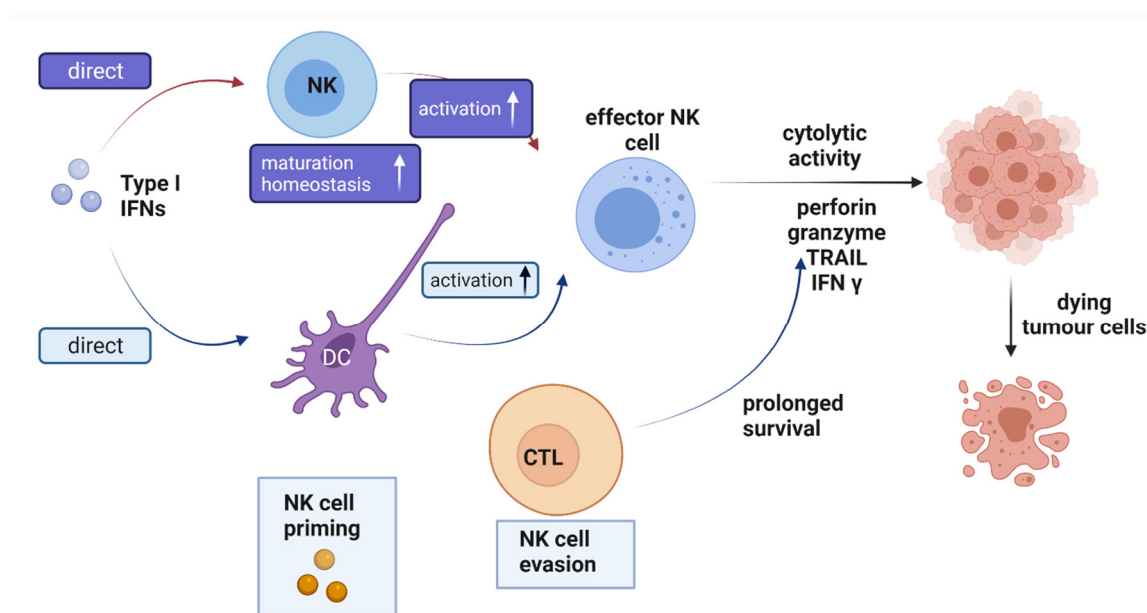 direct
NK
activation
maturation
homeostasis
Type I
IFNs
effector NK
cell
cytolytic
activity
perforin
granzyme
TRAIL
IFN γ
activation
direct
DC
dying
tumour cells
prolonged
survival
CTL
NK cell
priming
NK cell
evasion